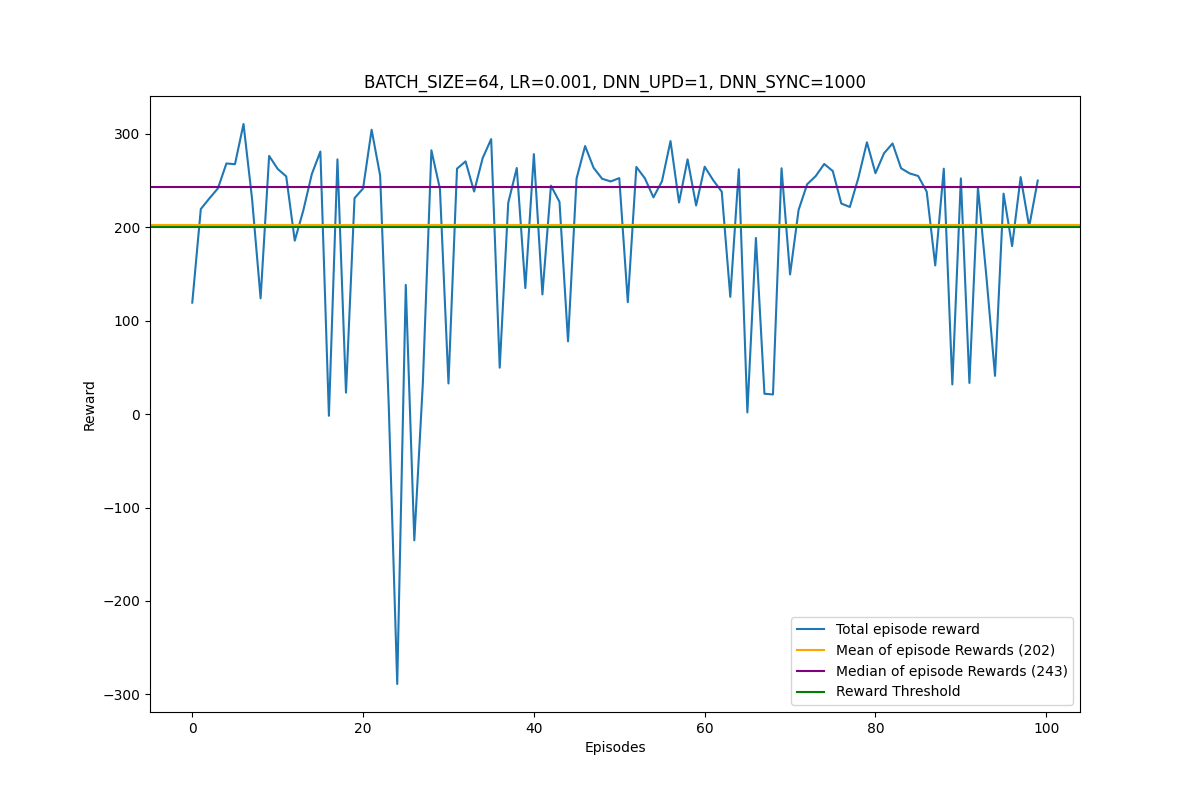 BATCH_SIZE=64, LR=0.001, DNN_UPD=1, DNN_SYNC=1000
300
200
100
0
−100
−200
−300
Reward
Total episode reward
Mean of episode Rewards (202)
Median of episode Rewards (243)
Reward Threshold
0 20 40 60 80 100
Episodes